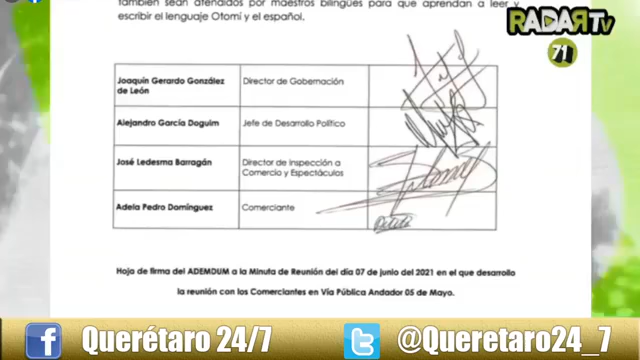 RADARTV
71
también sean atendidos por maestros bilingües para que aprendan a leer y
escribir el lenguaje Otomí y el español.
Joaquín Gerardo González de León
Director de Gobernación
Alejandro García Doguim
Jefe de Desarrollo Político
José Ledesma Barragán
Director de Inspección a Comercio y Espectáculos
Adela Pedro Domínguez
Comerciante
Hoja de firma del ADEMDUM a la Minuta de Reunión del día 07 de junio del 2021 en el que desarrollo
la reunión con los Comerciantes en Vía Pública Andador 05 de Mayo.
Querétaro 24/7
@Queretaro24_7